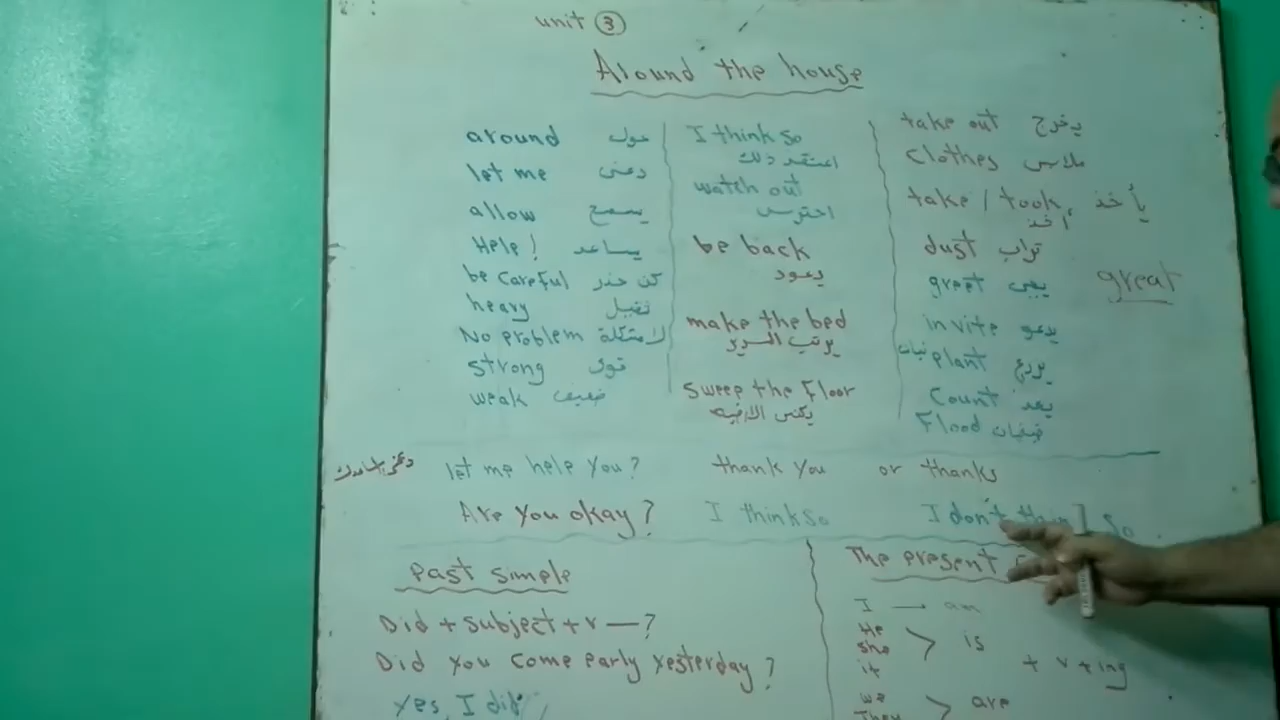 unit 3
Around the house
around حول
let me دعنى
allow يسمح
Help! يساعد
be careful كن حذر
heavy ثقيل
No problem لا مشكلة
strong قوى
weak ضعيف
I think so
اعتقد ذلك
watch out
احترس
be back
يعود
make the bed
يرتب السرير
sweep the floor
يكنس الارضية
take out يخرج
clothes ملابس
take / took يأخذ
أخذ
dust تراب
greet يحيى
great
invite يدعو
نبات plant يزرع
count يعد
Flood فيضان
let me help you? thank you or thanks
Are you okay? I think so I don't think so
Past simple
Did + subject + v —?
Did you come early yesterday?
yes, I did
The present
I → am
He
she
it
> is
+ v + ing
we
They
> are